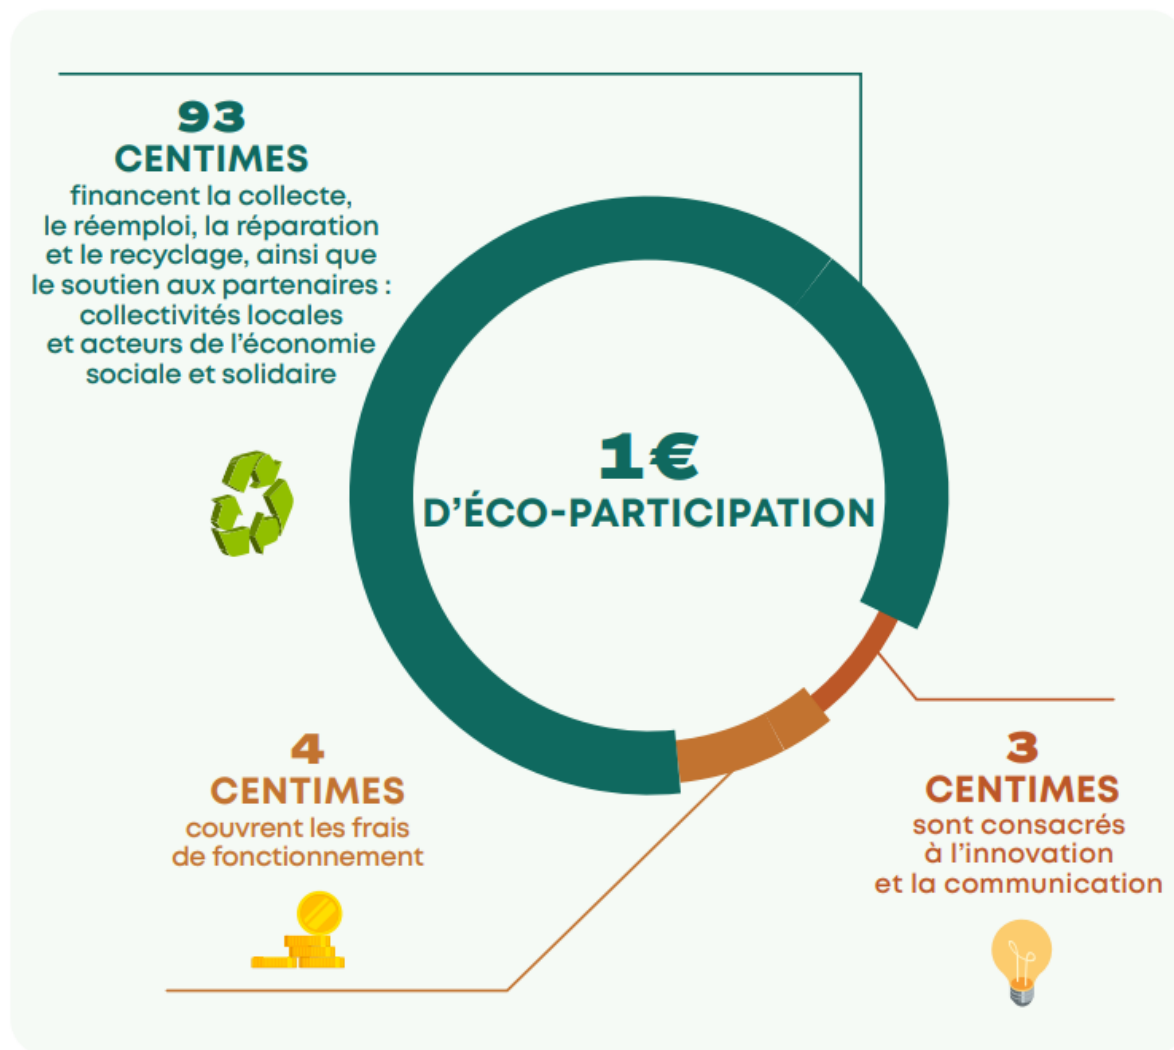 93
CENTIMES
financent la collecte,
le réemploi, la réparation
et le recyclage, ainsi que
le soutien aux partenaires :
collectivités locales
et acteurs de l’économie
sociale et solidaire
1€
D’ÉCO-PARTICIPATION
4
CENTIMES
couvrent les frais
de fonctionnement
3
CENTIMES
sont consacrés
à l’innovation
et la communication